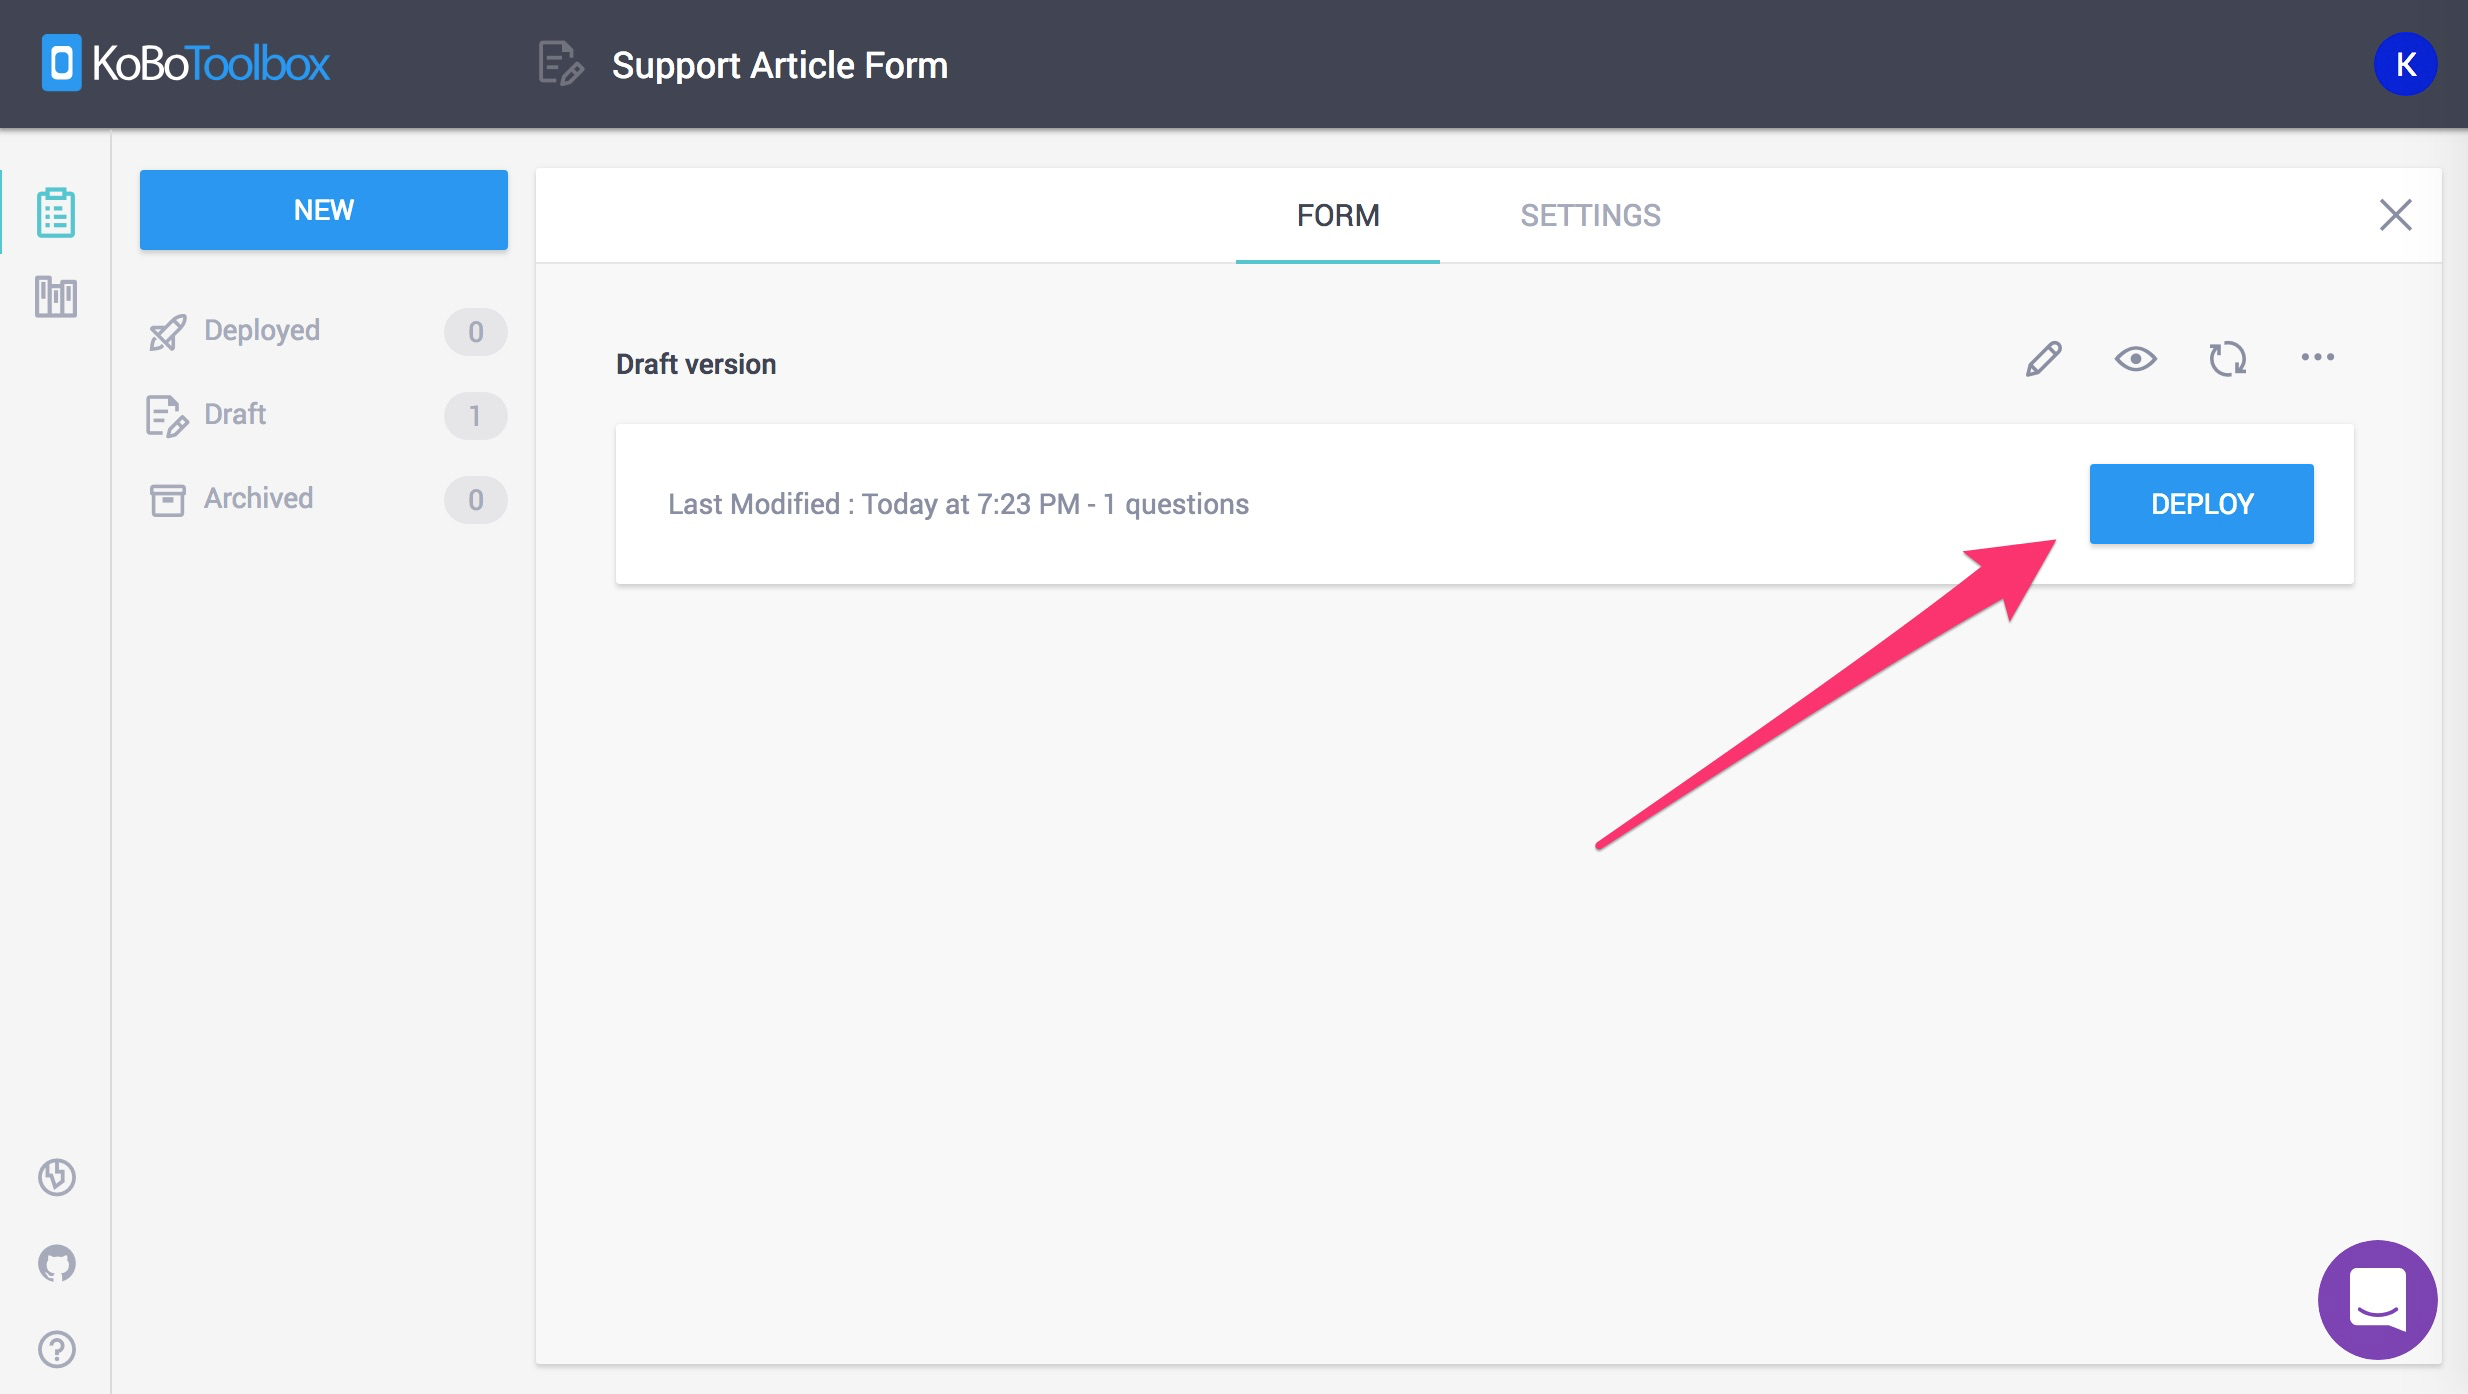 KoBoToolbox
Support Article Form
K
NEW
FORM
SETTINGS
Deployed 0
Draft 1
Archived 0
Draft version
Last Modified : Today at 7:23 PM - 1 questions
DEPLOY